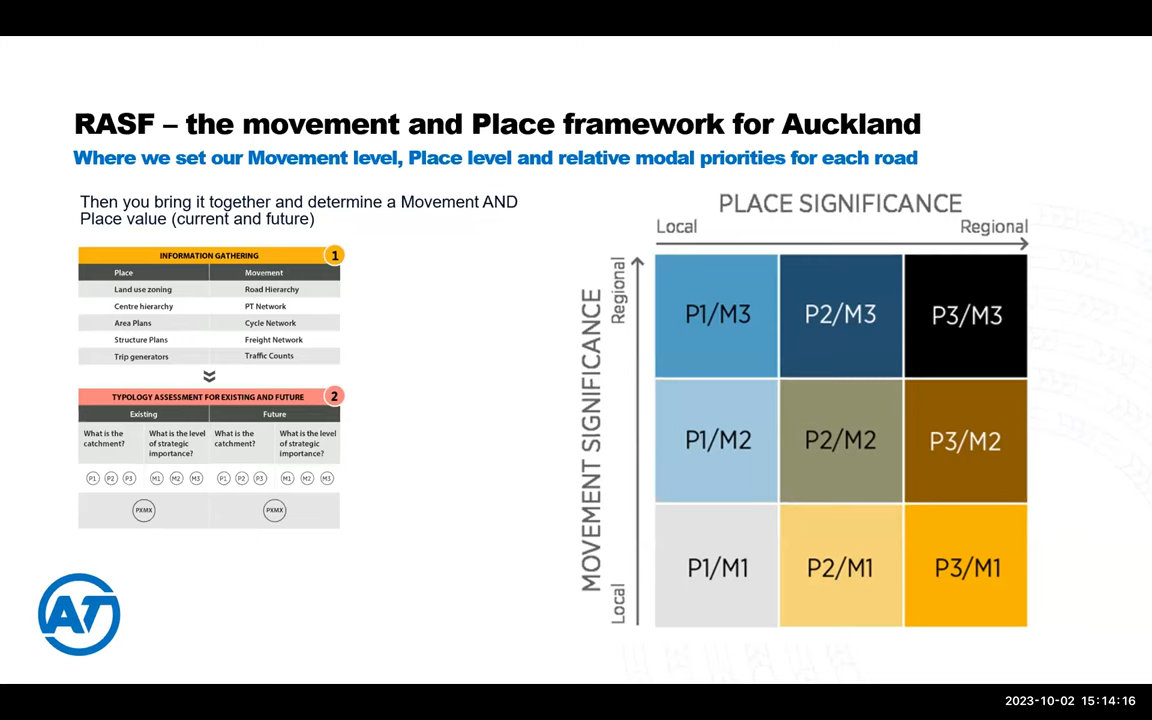 RASF – the movement and Place framework for Auckland
Where we set our Movement level, Place level and relative modal priorities for each road
Then you bring it together and determine a Movement AND
Place value (current and future)
INFORMATION GATHERING 1
Place Movement
Land use zoning Road Hierarchy
Centre hierarchy PT Network
Area Plans Cycle Network
Structure Plans Freight Network
Trip generators Traffic Counts
TYPOLOGY ASSESSMENT FOR EXISTING AND FUTURE 2
Existing Future
What is the catchment?
What is the level of strategic importance?
What is the catchment?
What is the level of strategic importance?
P1 P2 P3 M1 M2 M3 P1 P2 P3 M1 M2 M3
PXMX PXMX
AT
PLACE SIGNIFICANCE
Local Regional
MOVEMENT SIGNIFICANCE
Regional
Local
P1/M3 P2/M3 P3/M3
P1/M2 P2/M2 P3/M2
P1/M1 P2/M1 P3/M1
2023-10-02 15:14:16